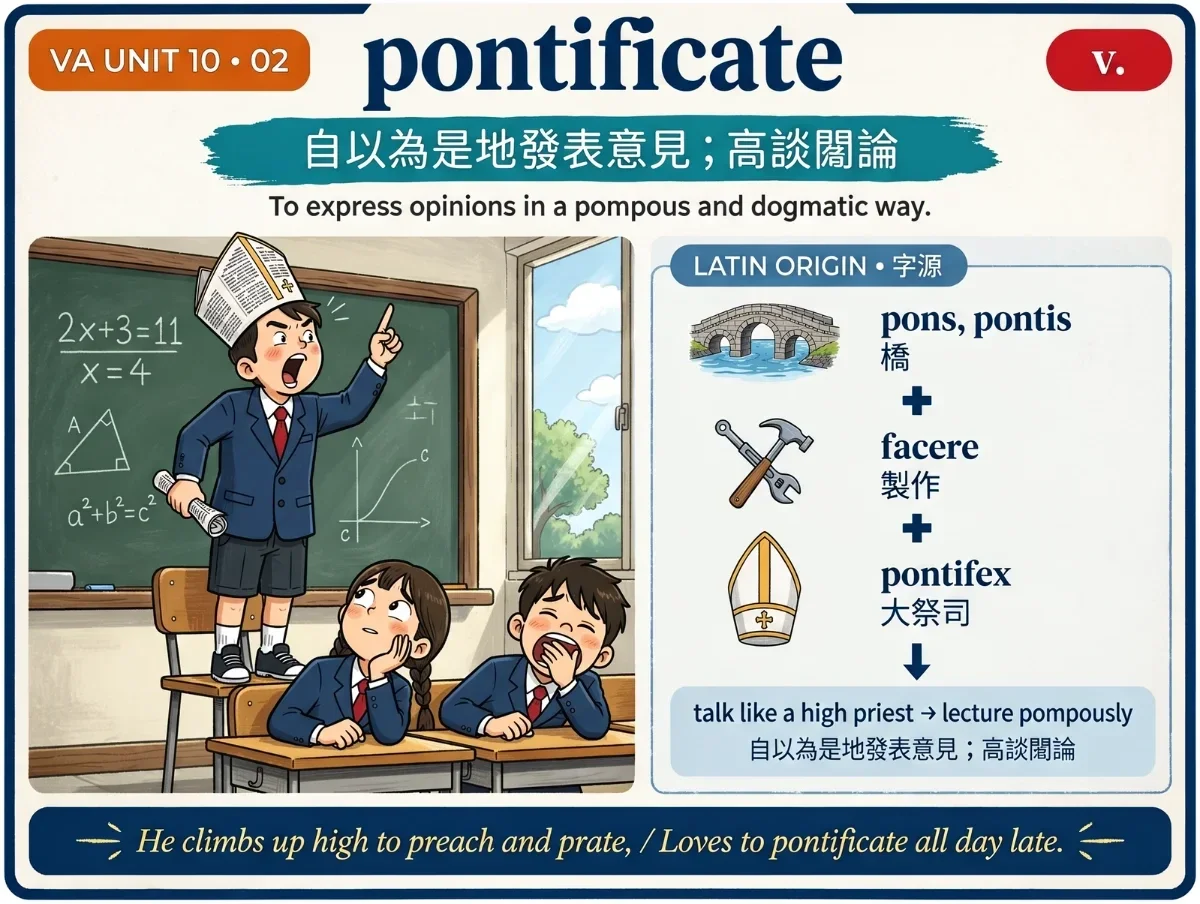 VA UNIT 10 • 02
pontificate
v.
自以為是地發表意見；高談闊論
To express opinions in a pompous and dogmatic way.
2x+3=11
x=4
A
a²+b²=c²
c
c
LATIN ORIGIN • 字源
pons, pontis
橋
+
facere
製作
+
pontifex
大祭司
talk like a high priest → lecture pompously
自以為是地發表意見；高談闊論
He climbs up high to preach and prate, / Loves to pontificate all day late.